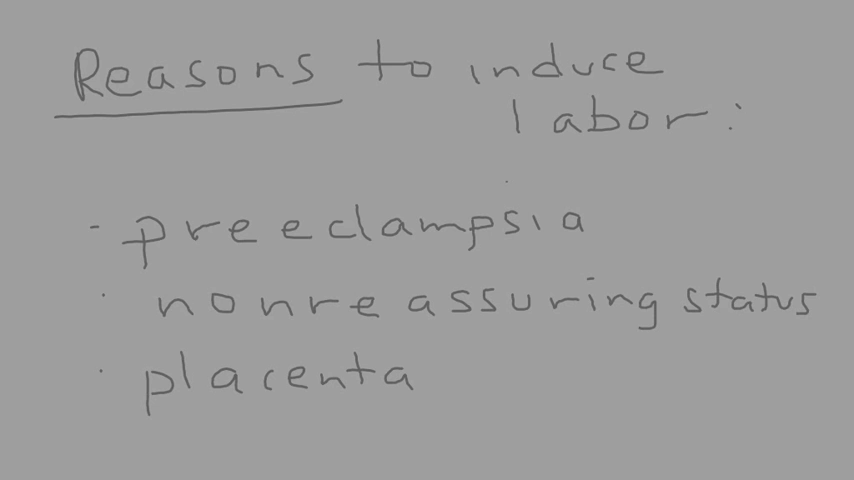 Reasons to induce
labor:
- preeclampsia
· nonreassuring status
· placenta